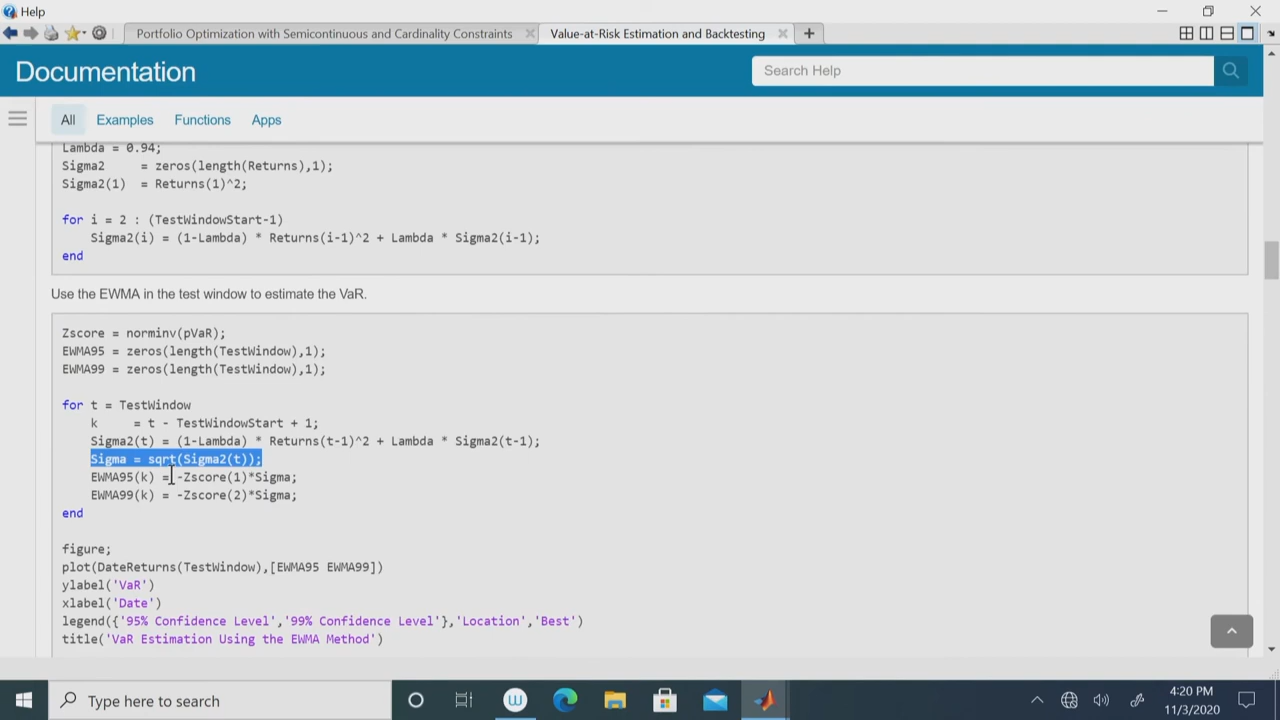 Help
Portfolio Optimization with Semicontinuous and Cardinality Constraints
Value-at-Risk Estimation and Backtesting
Documentation
Search Help
All Examples Functions Apps
Lambda = 0.94;
Sigma2 = zeros(length(Returns),1);
Sigma2(1) = Returns(1)^2;
for i = 2 : (TestWindowStart-1)
Sigma2(i) = (1-Lambda) * Returns(i-1)^2 + Lambda * Sigma2(i-1);
end
Use the EWMA in the test window to estimate the VaR.
Zscore = norminv(pVaR);
EWMA95 = zeros(length(TestWindow),1);
EWMA99 = zeros(length(TestWindow),1);
for t = TestWindow
k = t - TestWindowStart + 1;
Sigma2(t) = (1-Lambda) * Returns(t-1)^2 + Lambda * Sigma2(t-1);
Sigma = sqrt(Sigma2(t));
EWMA95(k) = -Zscore(1)*Sigma;
EWMA99(k) = -Zscore(2)*Sigma;
end
figure;
plot(DateReturns(TestWindow),[EWMA95 EWMA99])
ylabel('VaR')
xlabel('Date')
legend({'95% Confidence Level','99% Confidence Level'},'Location','Best')
title('VaR Estimation Using the EWMA Method')
Type here to search
4:20 PM
11/3/2020